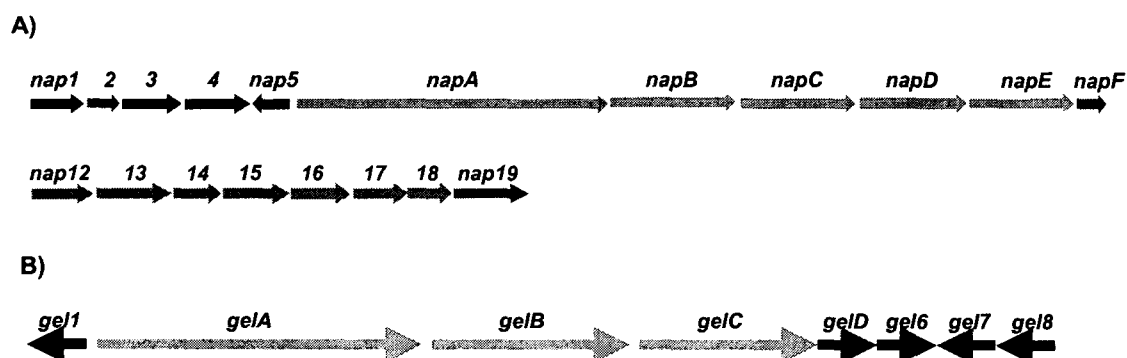 A)
nap1 2 3 4 nap5 napA napB napC napD napE napF
nap12 13 14 15 16 17 18 nap19
B)
gel1 gelA gelB gelC gelD gel6 gel7 gel8